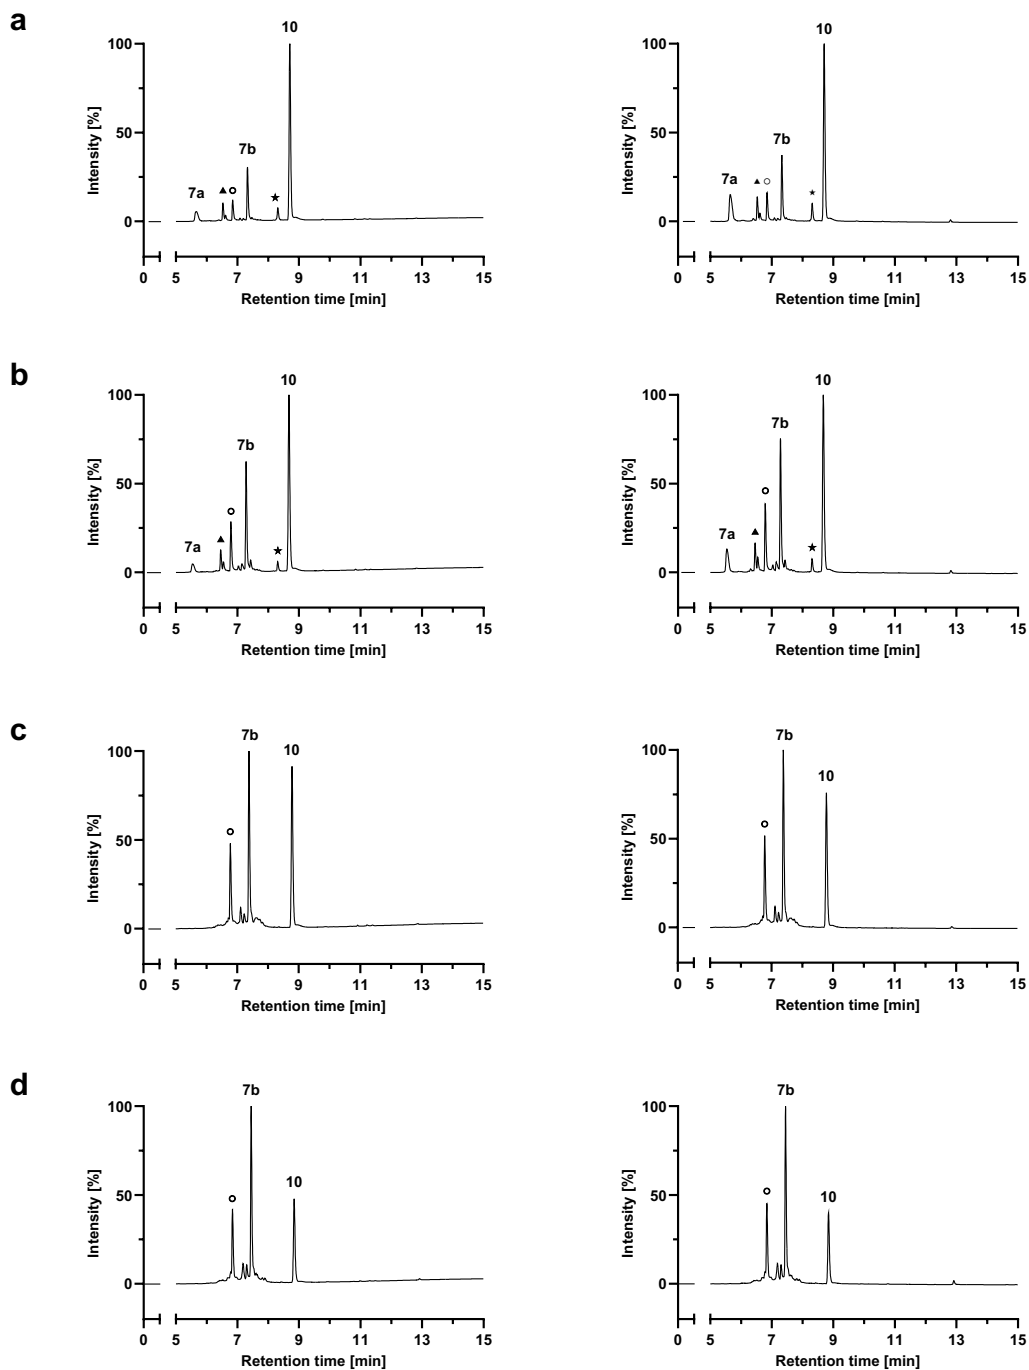 a
10
100
50
0
Intensity [%]
7a ▲ ○ 7b ★
0 5 7 9 11 13 15
Retention time [min]
10
100
50
0
Intensity [%]
7a ▲ ○ 7b ★
0 5 7 9 11 13 15
Retention time [min]
b
10
100
50
0
Intensity [%]
7a ▲ ○ 7b ★
0 5 7 9 11 13 15
Retention time [min]
10
100
50
0
Intensity [%]
7a ▲ ○ 7b ★
0 5 7 9 11 13 15
Retention time [min]
c
7b 10
100
50
0
Intensity [%]
○
0 5 7 9 11 13 15
Retention time [min]
7b
10
100
50
0
Intensity [%]
○
0 5 7 9 11 13 15
Retention time [min]
d
7b
100
50
0
Intensity [%]
○ 10
0 5 7 9 11 13 15
Retention time [min]
7b
100
50
0
Intensity [%]
○ 10
0 5 7 9 11 13 15
Retention time [min]